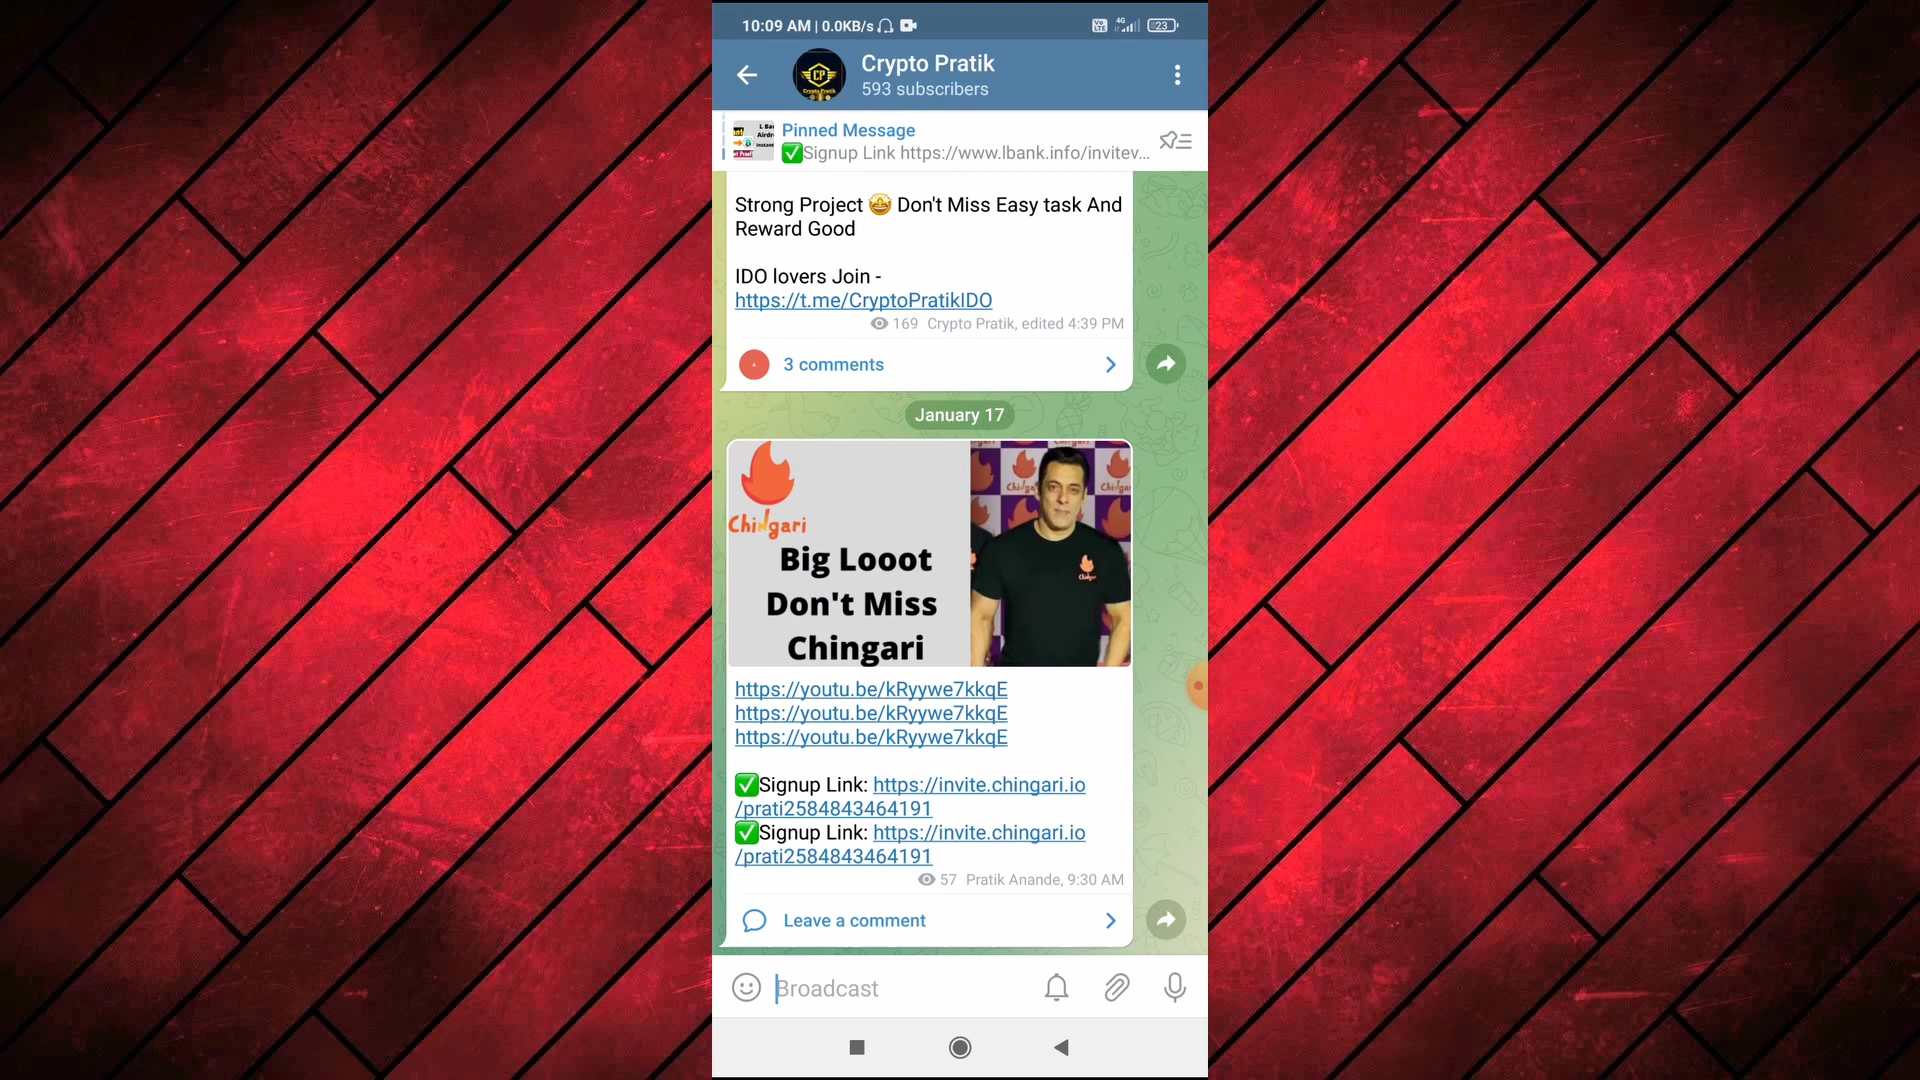 10:09 AM | 0.0KB/s
Vo LTE 4G 23
Crypto Pratik
593 subscribers
Pinned Message
✅Signup Link https://www.lbank.info/invitev...
Strong Project 🤩 Don't Miss Easy task And
Reward Good
IDO lovers Join -
https://t.me/CryptoPratikIDO
169 Crypto Pratik, edited 4:39 PM
3 comments
January 17
Chingari
Big Looot
Don't Miss
Chingari
https://youtu.be/kRyywe7kkqE
https://youtu.be/kRyywe7kkqE
https://youtu.be/kRyywe7kkqE
✅Signup Link: https://invite.chingari.io
/prati2584843464191
✅Signup Link: https://invite.chingari.io
/prati2584843464191
57 Pratik Anande, 9:30 AM
Leave a comment
Broadcast